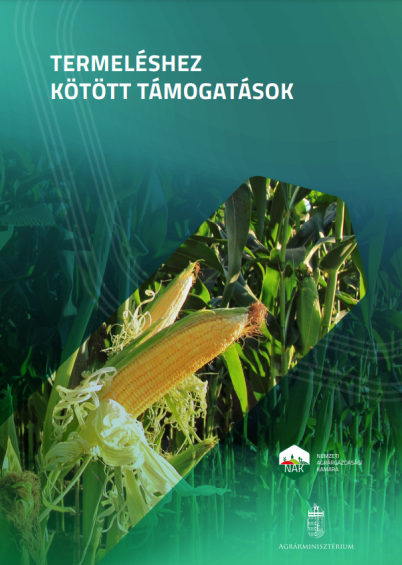 TERMELÉSHEZ
KÖTÖTT TÁMOGATÁSOK
NAK
NEMZETI
AGRÁRGAZDASÁGI
KAMARA
AGRÁRMINISZTÉRIUM